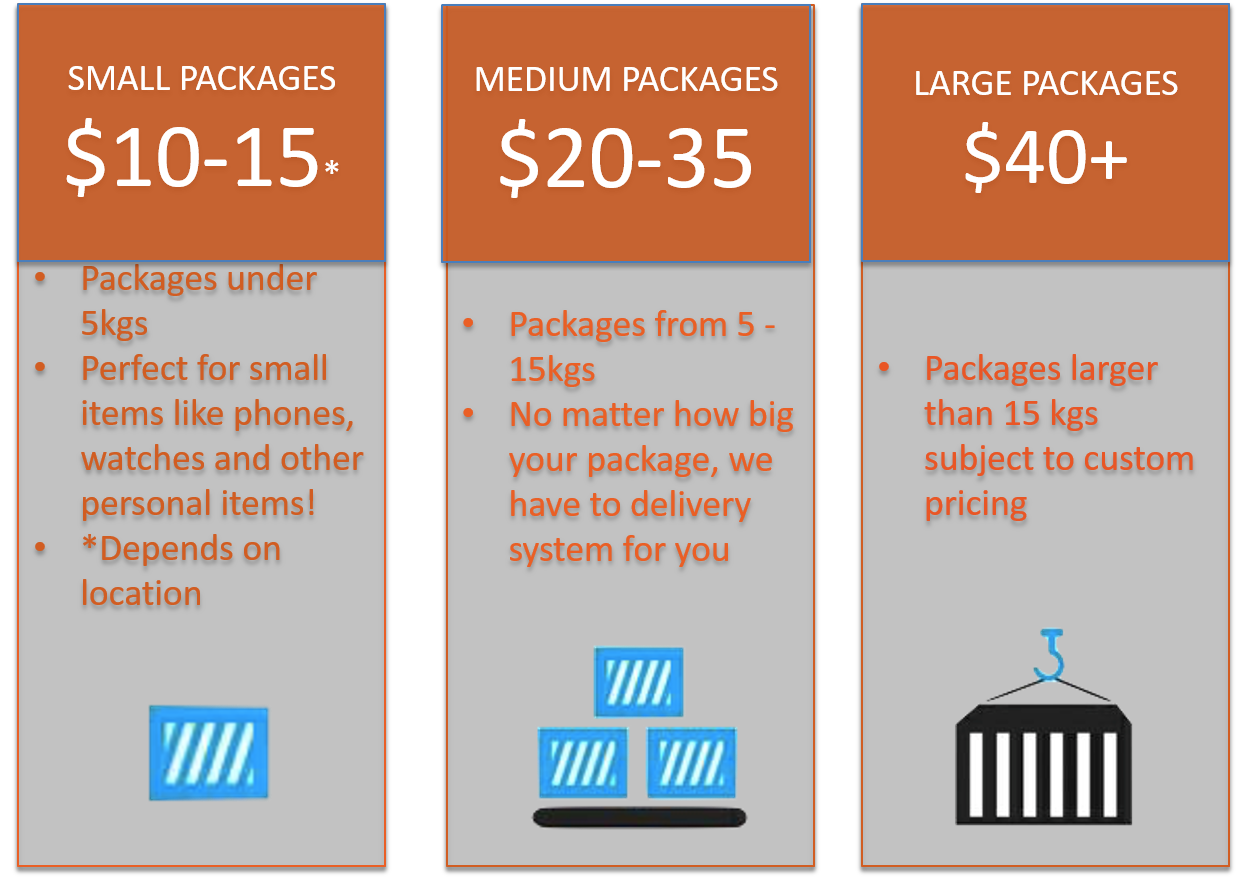 SMALL PACKAGES
$10-15*
• Packages under
5kgs
• Perfect for small
items like phones,
watches and other
personal items!
• *Depends on
location
MEDIUM PACKAGES
$20-35
• Packages from 5 -
15kgs
• No matter how big
your package, we
have to delivery
system for you
LARGE PACKAGES
$40+
• Packages larger
than 15 kgs
subject to custom
pricing